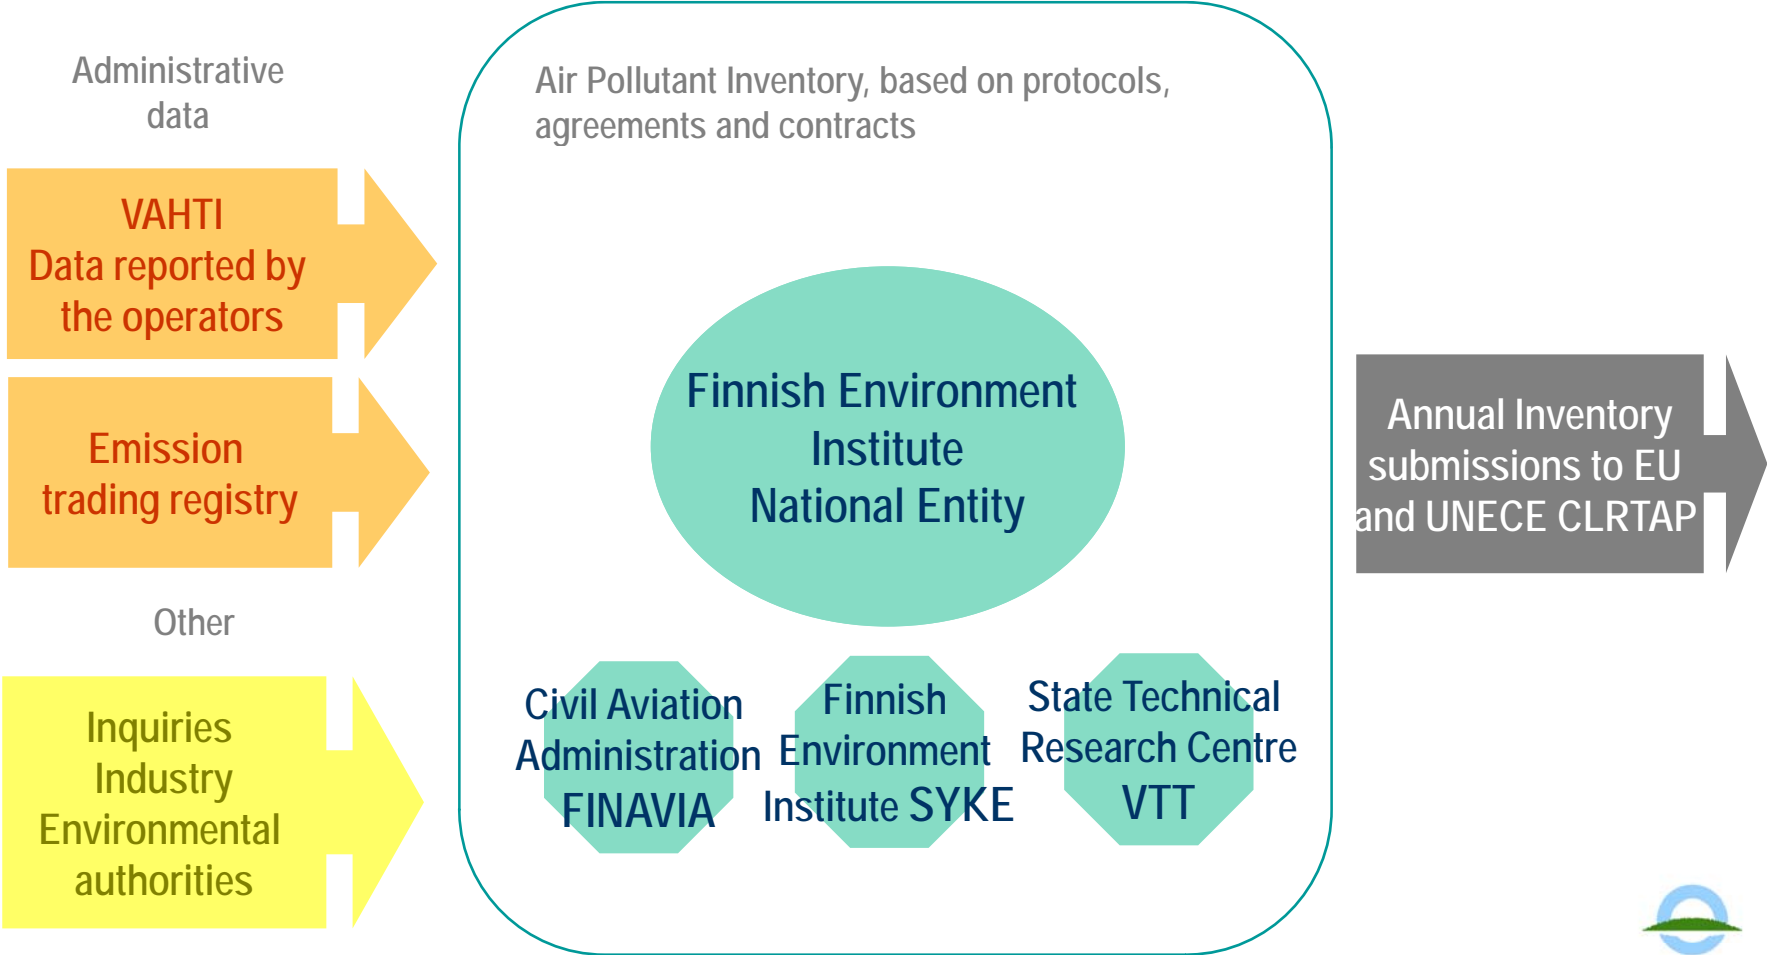 Administrative
data
VAHTI
Data reported by
the operators
Emission
trading registry
Other
Inquiries
Industry
Environmental
authorities
Air Pollutant Inventory, based on protocols,
agreements and contracts
Finnish Environment
Institute
National Entity
Civil Aviation
Administration
FINAVIA
Finnish
Environment
Institute SYKE
State Technical
Research Centre
VTT
Annual Inventory
submissions to EU
and UNECE CLRTAP